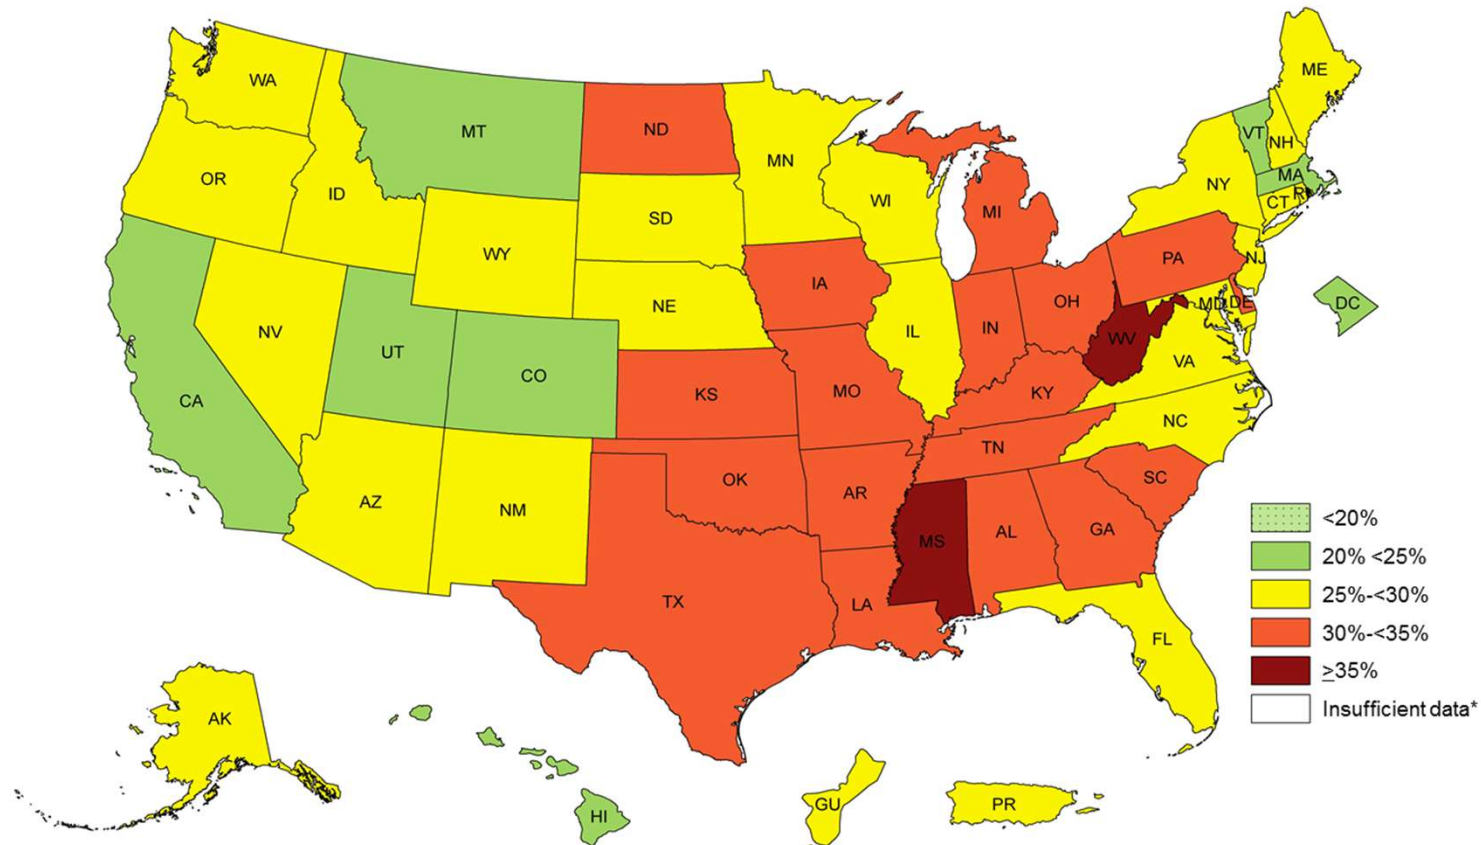 WA
MT
ND
ME
MN
VT
NH
OR
ID
SD
WI
NY
MA
MI
CT
RI
WY
IA
PA
NJ
NE
OH
MD
DE
DC
NV
IL
IN
WV
UT
CO
VA
CA
KS
MO
KY
NC
TN
OK
SC
AZ
NM
AR
AL
GA
MS
TX
LA
FL
<20%
20% <25%
25%-<30%
30%-<35%
≥35%
Insufficient data*
AK
HI
GU
PR